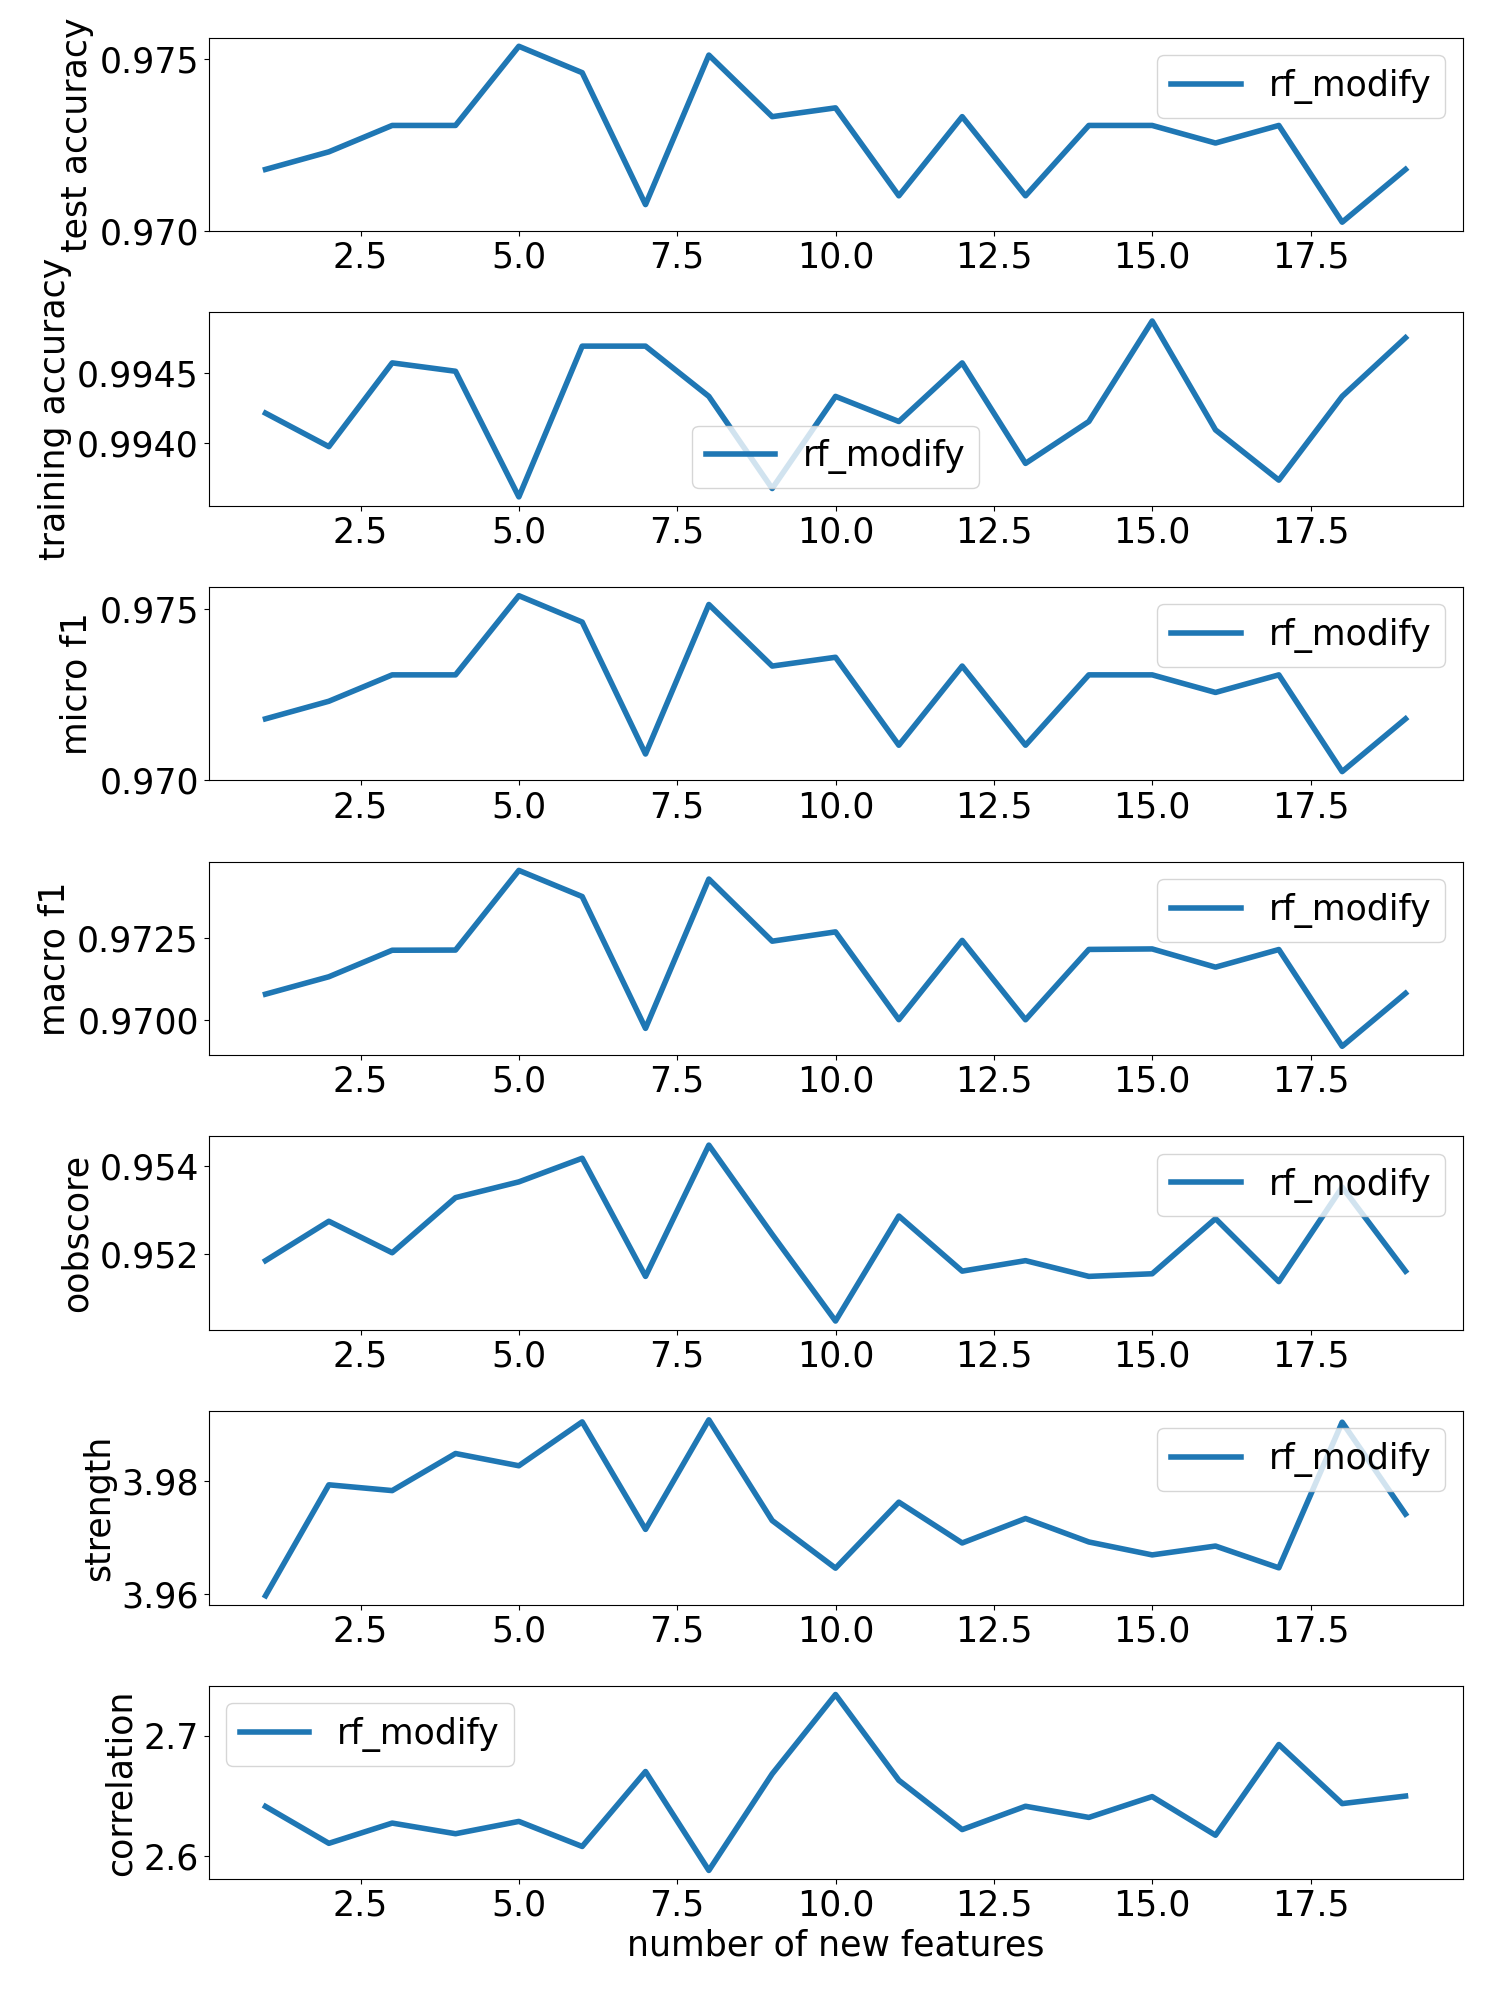 test accuracy
0.975
0.970
rf_modify
2.5 5.0 7.5 10.0 12.5 15.0 17.5
training accuracy
0.9945
0.9940
rf_modify
2.5 5.0 7.5 10.0 12.5 15.0 17.5
micro f1
0.975
0.970
rf_modify
2.5 5.0 7.5 10.0 12.5 15.0 17.5
macro f1
0.9725
0.9700
rf_modify
2.5 5.0 7.5 10.0 12.5 15.0 17.5
oobscore
0.954
0.952
rf_modify
2.5 5.0 7.5 10.0 12.5 15.0 17.5
strength
3.98
3.96
rf_modify
2.5 5.0 7.5 10.0 12.5 15.0 17.5
correlation
2.7
2.6
rf_modify
2.5 5.0 7.5 10.0 12.5 15.0 17.5
number of new features